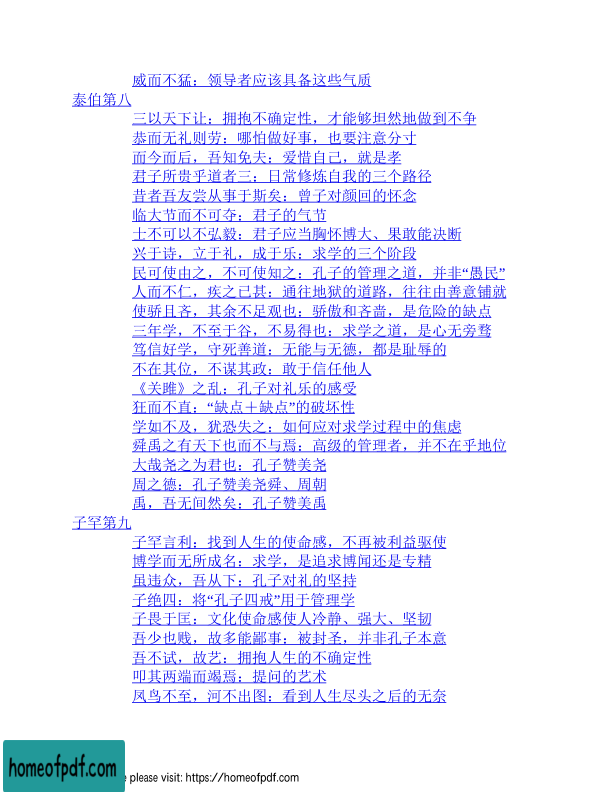 威而不猛：领导者应该具备这些气质
泰伯第八
三以天下让：拥抱不确定性，才能够坦然地做到不争
恭而无礼则劳：哪怕做好事，也要注意分寸
而今而后，吾知免夫：爱惜自己，就是孝
君子所贵乎道者三：日常修炼自我的三个路径
昔者吾友尝从事于斯矣：曾子对颜回的怀念
临大节而不可夺：君子的气节
士不可以不弘毅：君子应当胸怀博大、果敢能决断
兴于诗，立于礼，成于乐：求学的三个阶段
民可使由之，不可使知之：孔子的管理之道，并非“愚民”
人而不仁，疾之已甚：通往地狱的道路，往往由善意铺就
使骄且吝，其余不足观也：骄傲和吝啬，是危险的缺点
三年学，不至于谷，不易得也：求学之道，是心无旁骛
笃信好学，守死善道：无能与无德，都是耻辱的
不在其位，不谋其政：敢于信任他人
《关雎》之乱：孔子对礼乐的感受
狂而不直：“缺点＋缺点”的破坏性
学如不及，犹恐失之：如何应对求学过程中的焦虑
舜禹之有天下也而不与焉：高级的管理者，并不在乎地位
大哉尧之为君也：孔子赞美尧
周之德：孔子赞美尧舜、周朝
禹，吾无间然矣：孔子赞美禹
子罕第九
子罕言利：找到人生的使命感，不再被利益驱使
博学而无所成名：求学，是追求博闻还是专精
虽违众，吾从下：孔子对礼的坚持
子绝四：将“孔子四戒”用于管理学
子畏于匡：文化使命感使人冷静、强大、坚韧
吾少也贱，故多能鄙事：被封圣，并非孔子本意
吾不试，故艺：拥抱人生的不确定性
叩其两端而竭焉：提问的艺术
凤鸟不至，河不出图：看到人生尽头之后的无奈
homeofpdf.com
please visit: https://homeofpdf.com